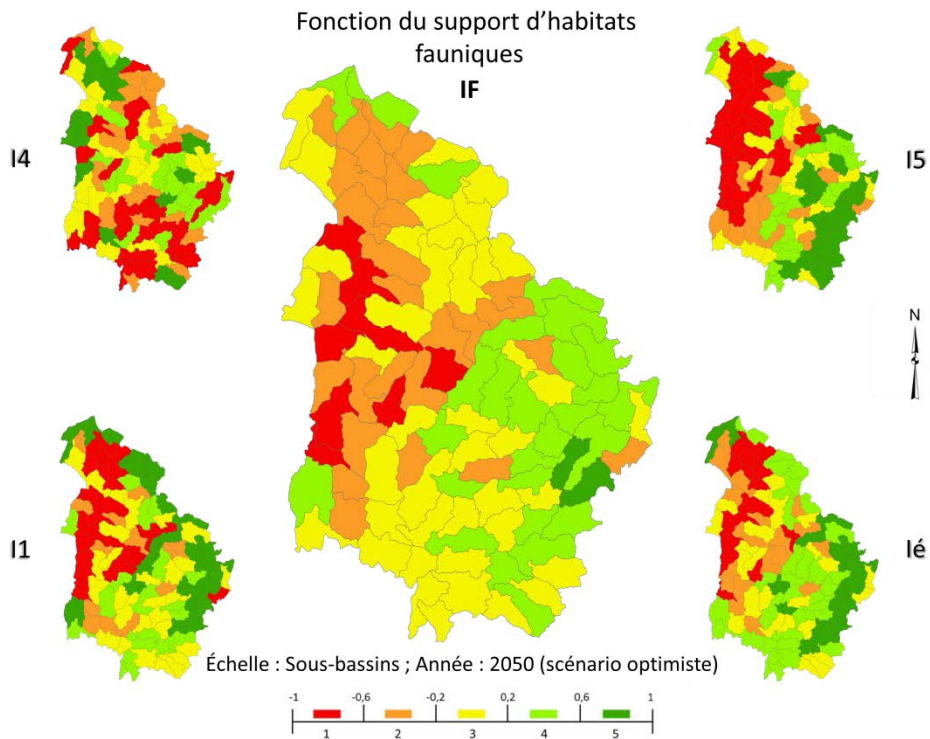 Fonction du support d’habitats
fauniques
IF
I4
I5
N
I1
Ié
Échelle : Sous-bassins ; Année : 2050 (scénario optimiste)
-1 -0,6 -0,2 0,2 0,6 1
1 2 3 4 5